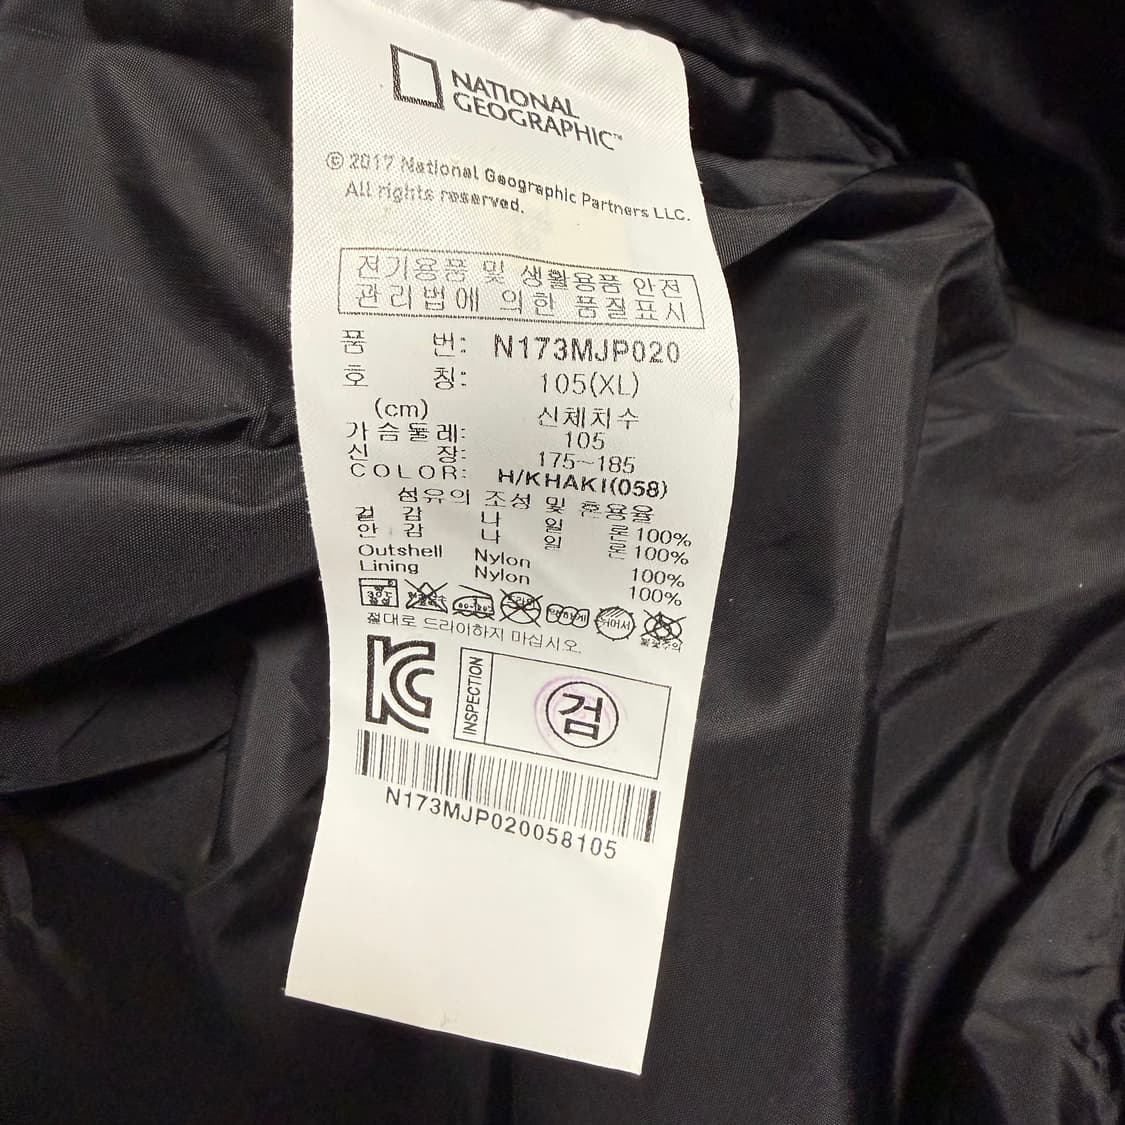 NATIONAL
GEOGRAPHIC™
© 2017 National Geographic Partners LLC.
All rights reserved.
전기용품 및 생활용품 안전
관리법에 의한 품질표시
품 번: N173MJP020
호 칭: 105(XL)
(cm) 신체치수
가슴둘레: 105
신 장: 175~185
COLOR: H/KHAKI(058)
섬유의 조성 및 혼용율
겉 감 나 일 론 100%
안 감 나 일 론 100%
Outshell Nylon 100%
Lining Nylon 100%
약하게
절대로 드라이하지 마십시오.
INSPECTION
검
N173MJP020058105